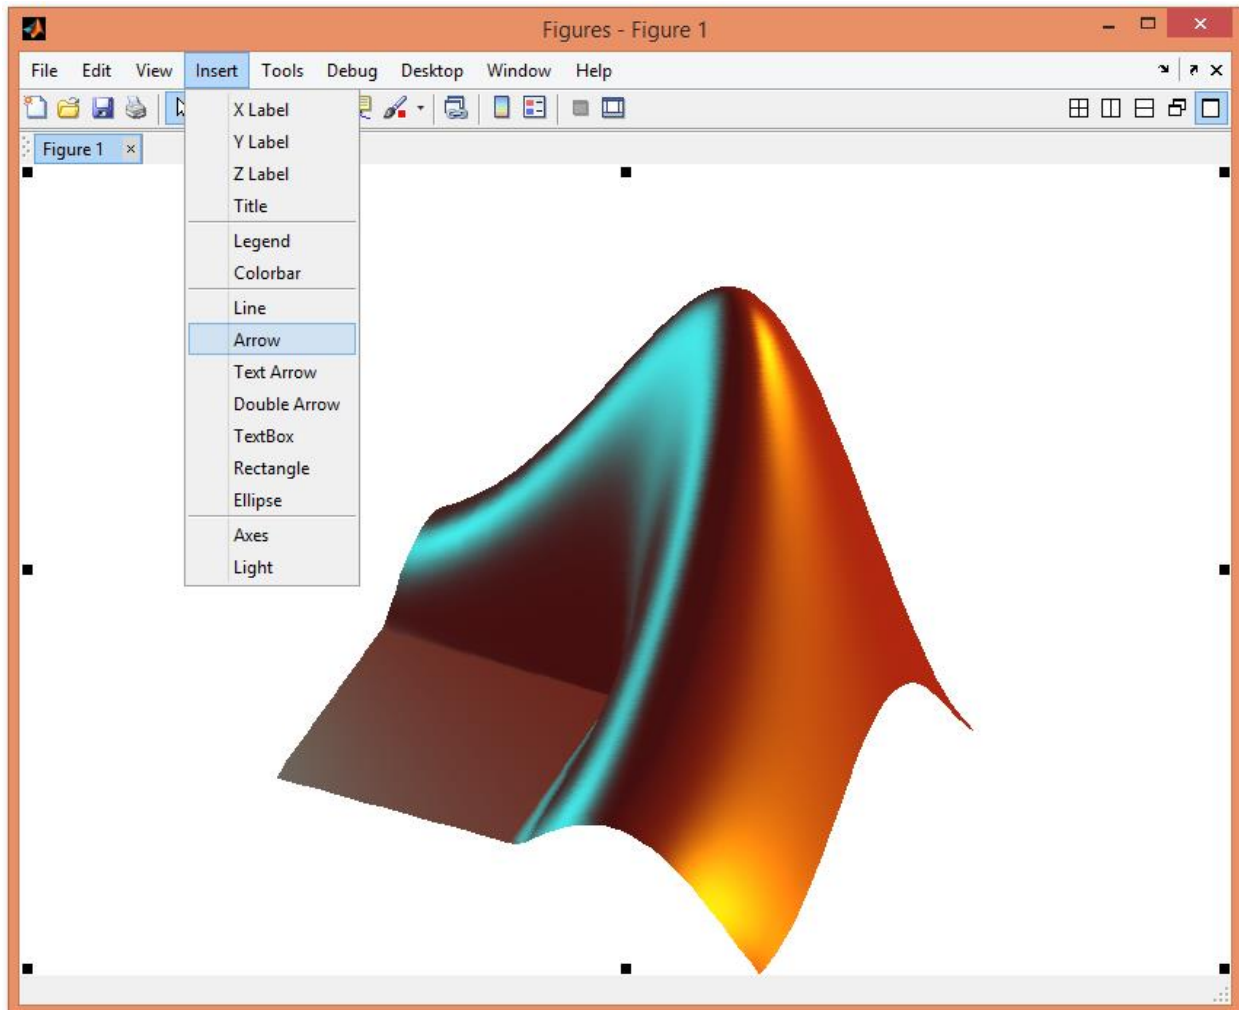 Figures - Figure 1
File Edit View Insert Tools Debug Desktop Window Help
Figure 1
X Label
Y Label
Z Label
Title
Legend
Colorbar
Line
Arrow
Text Arrow
Double Arrow
TextBox
Rectangle
Ellipse
Axes
Light